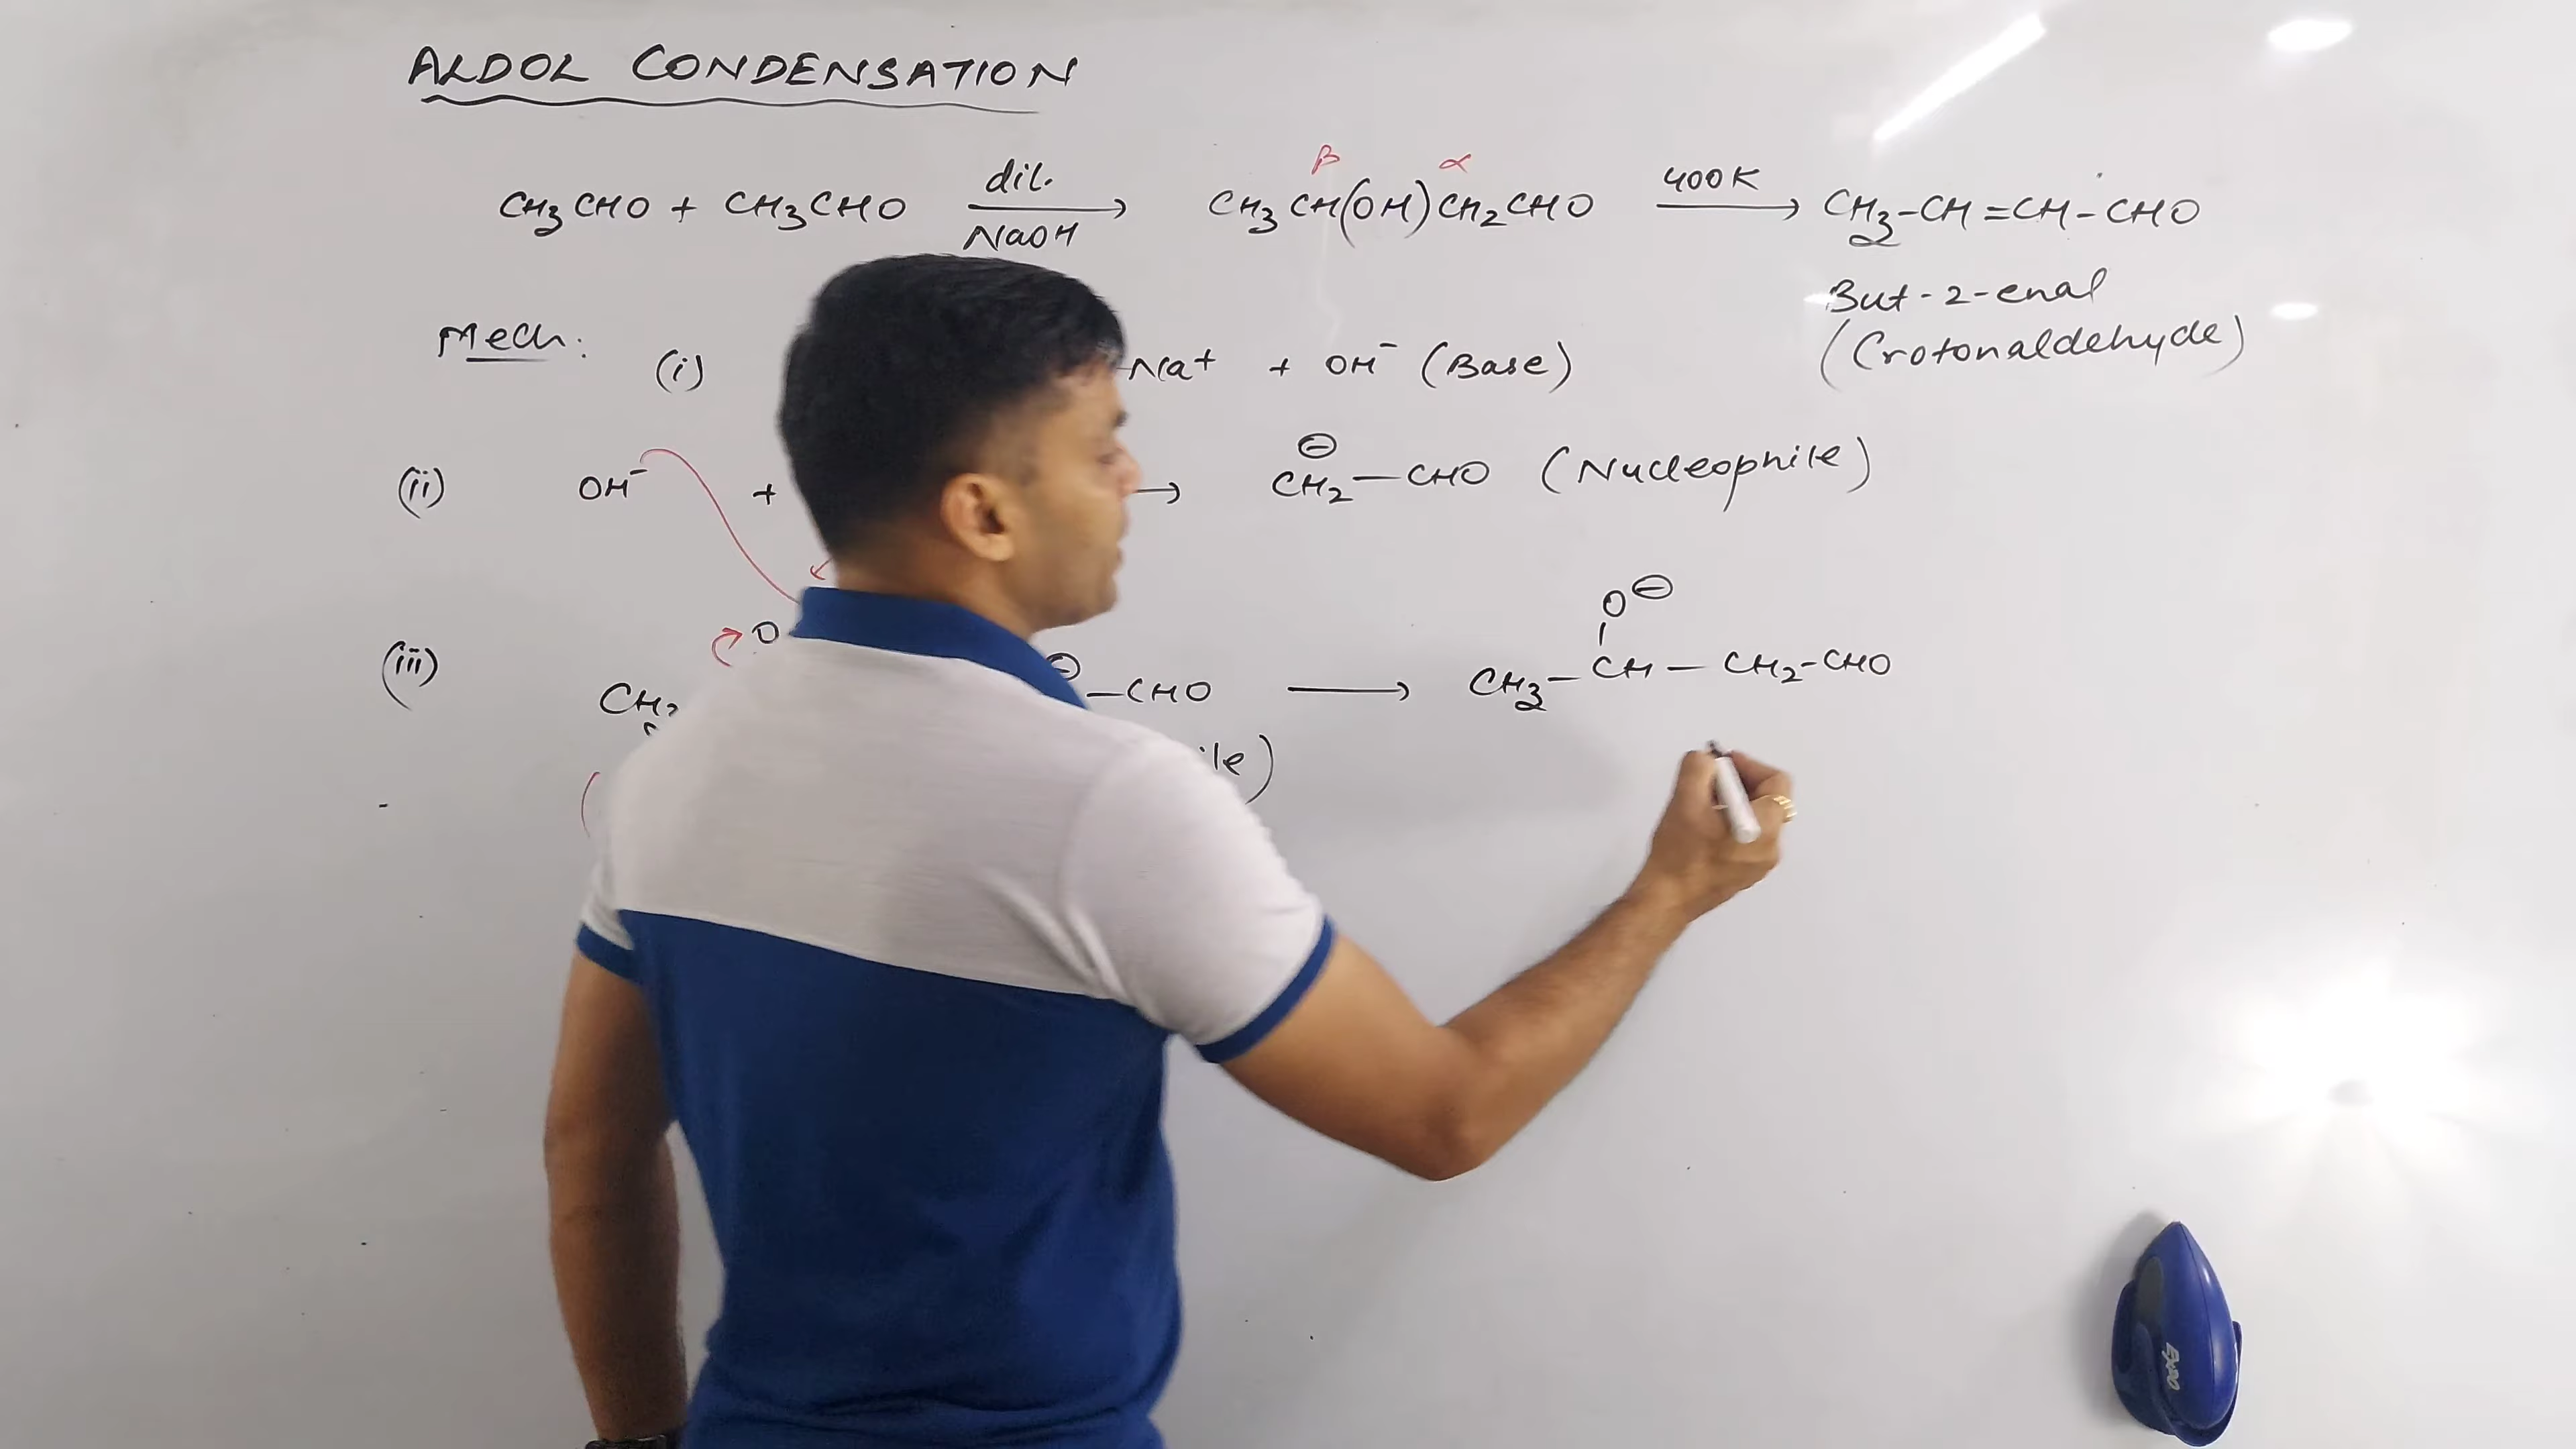 ALDOL CONDENSATION
β α
CH3CHO + CH3CHO dil. NaOH → CH3CH(OH)CH2CHO 400K → CH3-CH=CH-CHO
But-2-enal
(Crotonaldehyde)
Mech:
(i) Na+ + OH⁻ (Base)
(ii) OH⁻ + → ⊖CH2-CHO (Nucleophile)
O⊖
(iii) O ⊖ -CHO → CH3-CH-CH2-CHO
EXPO